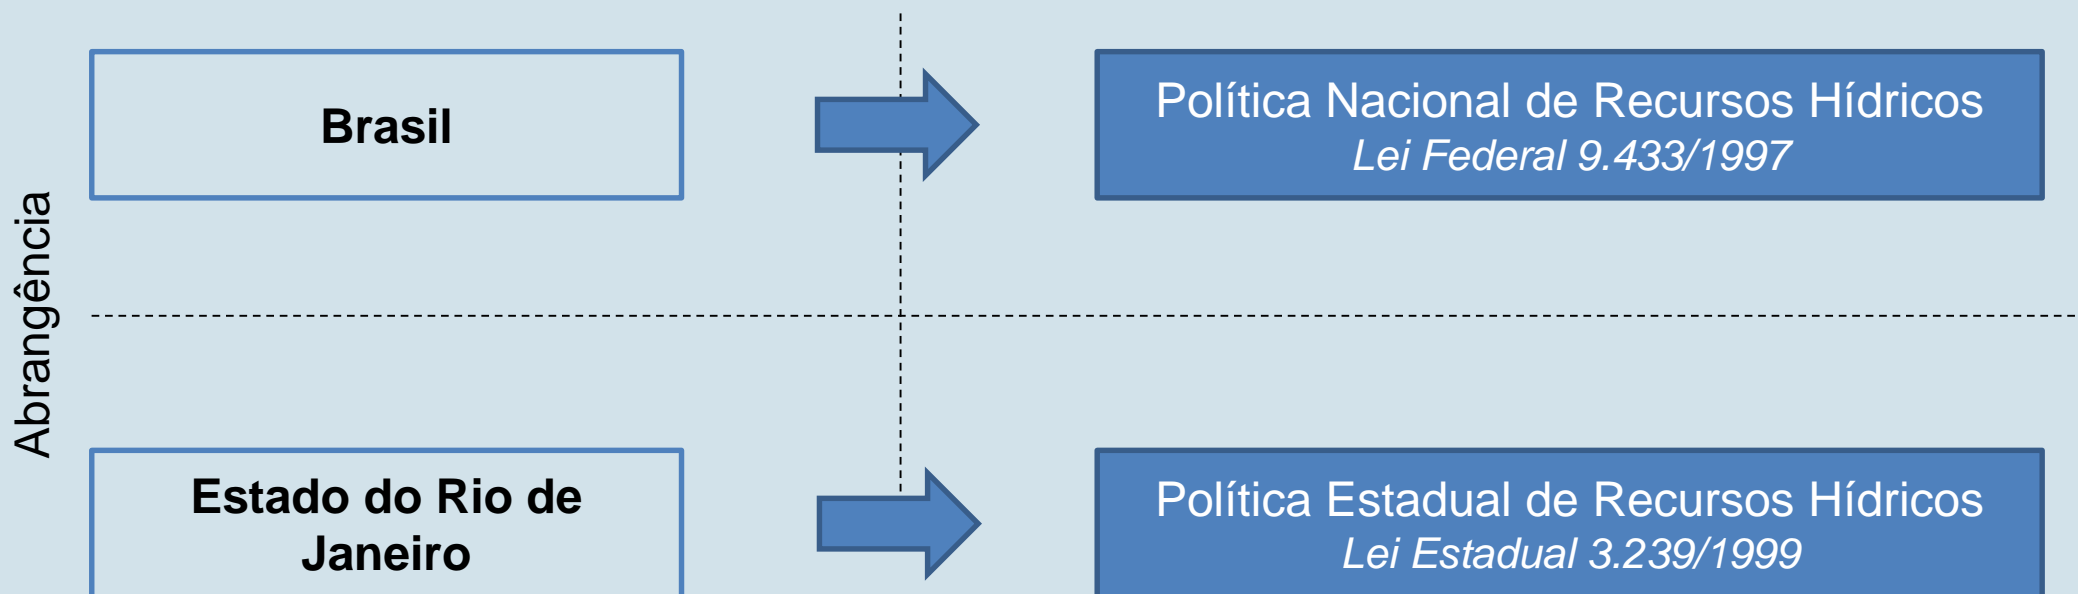 Abrangência
Brasil
Política Nacional de Recursos Hídricos
Lei Federal 9.433/1997
Estado do Rio de
Janeiro
Política Estadual de Recursos Hídricos
Lei Estadual 3.239/1999